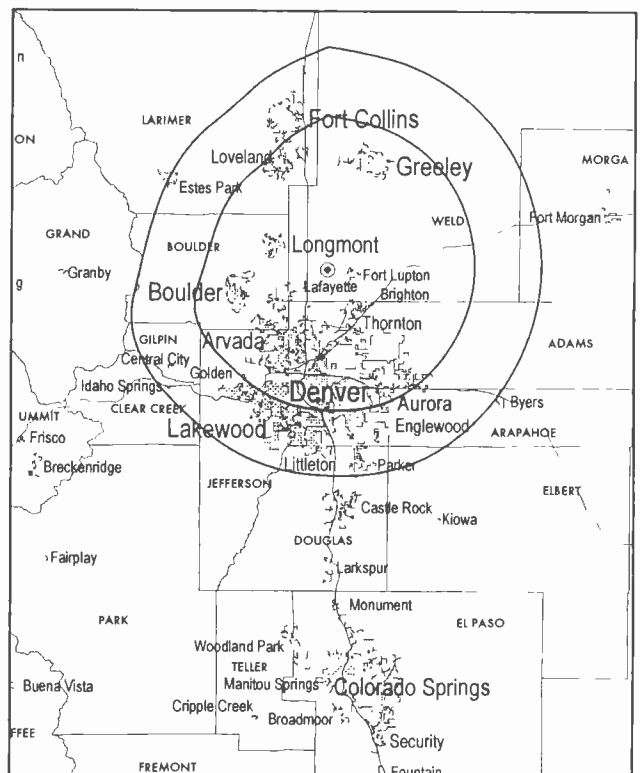 n
LARIMER
Fort Collins
ON
Loveland
Greeley
MORGA
Estes Park
WELD
Fort Morgan
GRAND
BOULDER
Longmont
Granby
Fort Lupton
g
Boulder
Lafayette
Brighton
Thornton
GILPIN
Arvada
ADAMS
Central City
Golden
Idaho Springs
Denver
Aurora
Byers
CLEAR CREEK
UMMIT
Lakewood
Englewood
ARAPAHOE
Frisco
Breckenridge
Littleton
Parker
JEFFERSON
ELBERT
Castle Rock
Kiowa
DOUGLAS
Fairplay
Larkspur
Monument
PARK
EL PASO
Woodland Park
TELLER
Manitou Springs
Colorado Springs
Buena Vista
Cripple Creek
Broadmoor
FFEE
Security
FREMONT
Fountain